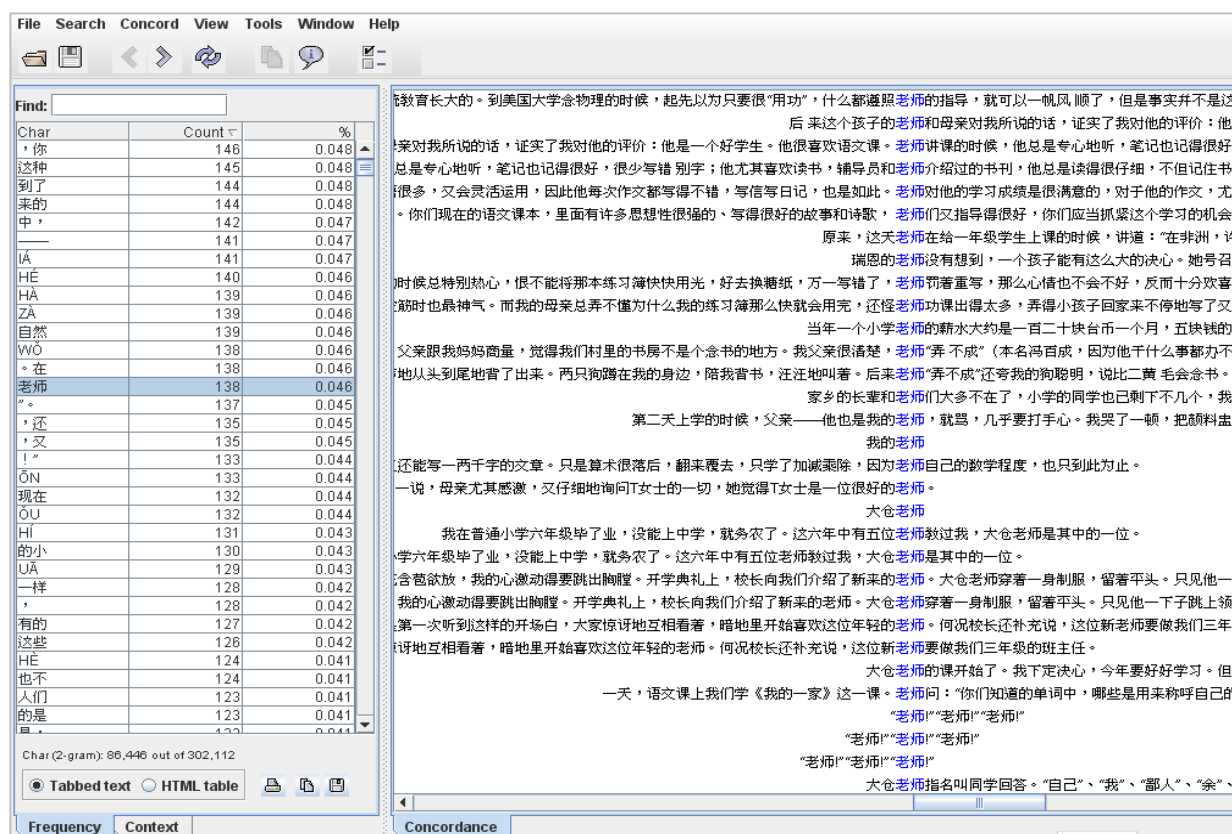 File Search Concord View Tools Window Help
Find:
Char Count %
，你 146 0.048
这种 145 0.048
到了 144 0.048
来的 144 0.048
中， 142 0.047
—— 141 0.047
IÁ 141 0.047
HÉ 140 0.046
HÀ 139 0.046
ZÀ 139 0.046
自然 139 0.046
WǑ 138 0.046
。在 138 0.046
老师 138 0.046
”。 137 0.045
，还 135 0.045
，又 135 0.045
！” 133 0.044
ŌN 133 0.044
现在 132 0.044
ǑU 132 0.044
HÍ 131 0.043
的小 130 0.043
UĀ 129 0.043
一样 128 0.042
， 128 0.042
有的 127 0.042
这些 126 0.042
HÈ 124 0.041
也不 124 0.041
人们 123 0.041
的是 123 0.041
Char (2-gram): 86,446 out of 302,112
Tabbed text HTML table
Frequency Context
教育长大的。到美国大学念物理的时候，起先以为只要很“用功”，什么都遵照老师的指导，就可以一帆风顺了，但是事实并不是这
后 来这个孩子的老师和母亲对我所说的话，证实了我对他的评价：他
亲对我所说的话，证实了我对他的评价：他是一个好学生。他很喜欢语文课。老师讲课的时候，他总是专心地听，笔记也记得很好
总是专心地听，笔记也记得很好，很少写错 别字；他尤其喜欢读书，辅导员和老师介绍过的书刊，他总是读得很仔细，不但记住书
很多，又会灵活运用，因此他每次作文都写得不错，写信写日记，也是如此。老师对他的学习成绩是很满意的，对于他的作文，尤
。你们现在的语文课本，里面有许多思想性很强的、写得很好的故事和诗歌， 老师们又指导得很好，你们应当抓紧这个学习的机会
原来，这天老师在给一年级学生上课的时候，讲道：“在非洲，许
瑞恩的老师没有想到，一个孩子能有这么大的决心。她号召
时候总特别热心，恨不能将那本练习簿快快用光，好去换糖纸，万一写错了，老师罚着重写，那么心情也不会不好，反而十分欢喜
筋时也最神气。而我的母亲总弄不懂为什么我的练习簿那么快就会用完，还怪老师功课出得太多，弄得小孩子回家来不停地写了又
当年一个小学老师的薪水大约是一百二十块台币一个月，五块钱的
父亲跟我妈妈商量，觉得我们村里的书房不是个念书的地方。我父亲很清楚，老师“弄 不成”（本名冯百成，因为他干什么事都办不
地从头到尾地背了出来。两只狗蹲在我的身边，陪我背书，汪汪地叫着。后来老师“弄不成”还夸我的狗聪明，说比二黄 毛会念书。
家乡的长辈和老师们大多不在了，小学的同学也已剩下不几个，我
第二天上学的时候，父亲——他也是我的老师，就骂，几乎要打手心。我哭了一顿，把颜料盅
我的老师
还能写一两千字的文章。只是算术很落后，翻来覆去，只学了加减乘除，因为老师自己的数学程度，也只到此为止。
一说，母亲尤其感激，又仔细地询问T女士的一切，她觉得T女士是一位很好的老师。
大仓老师
我在普通小学六年级毕了业，没能上中学，就务农了。这六年中有五位老师教过我，大仓老师是其中的一位。
学六年级毕了业，没能上中学，就务农了。这六年中有五位老师教过我，大仓老师是其中的一位。
含苞欲放，我的心激动得要跳出胸膛。开学典礼上，校长向我们介绍了新来的老师。大仓老师穿着一身制服，留着平头。只见他一
我的心激动得要跳出胸膛。开学典礼上，校长向我们介绍了新来的老师。大仓老师穿着一身制服，留着平头。只见他一下子跳上领
第一次听到这样的开场白，大家惊讶地互相看着，暗地里开始喜欢这位年轻的老师。何况校长还补充说，这位新老师要做我们三年
讶地互相看着，暗地里开始喜欢这位年轻的老师。何况校长还补充说，这位新老师要做我们三年级的班主任。
大仓老师的课开始了。我下定决心，今年要好好学习。但
一天，语文课上我们学《我的一家》这一课。老师问：“你们知道的单词中，哪些是用来称呼自己的
“老师!”“老师!”“老师!”
“老师!”“老师!”“老师!”
“老师!”“老师!”“老师!”
大仓老师指名叫同学回答。“自己”、“我”、“鄙人”、“余”、
Concordance